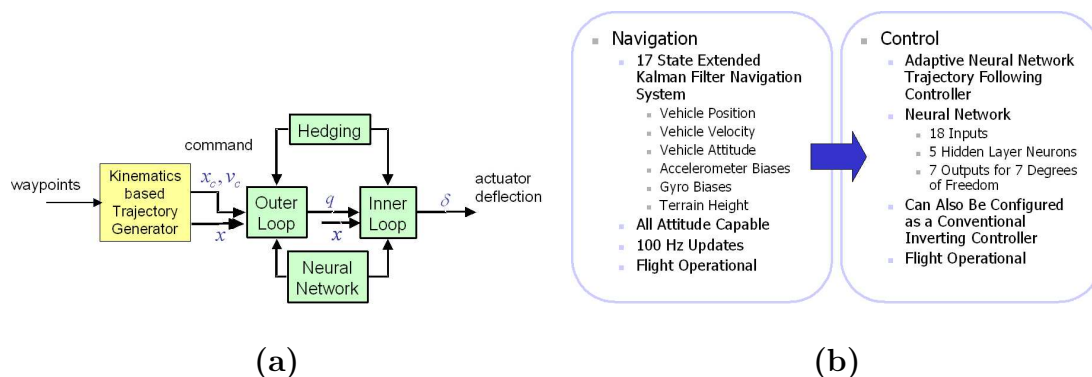 Hedging
command
waypoints
Kinematics
based
Trajectory
Generator
x_c, v_c
x
Outer
Loop
q
x
Inner
Loop
δ
actuator
deflection
Neural
Network
(a)
Navigation
17 State Extended
Kalman Filter Navigation
System
Vehicle Position
Vehicle Velocity
Vehicle Attitude
Accelerometer Biases
Gyro Biases
Terrain Height
All Attitude Capable
100 Hz Updates
Flight Operational
Control
Adaptive Neural Network
Trajectory Following
Controller
Neural Network
18 Inputs
5 Hidden Layer Neurons
7 Outputs for 7 Degrees
of Freedom
Can Also Be Configured
as a Conventional
Inverting Controller
Flight Operational
(b)